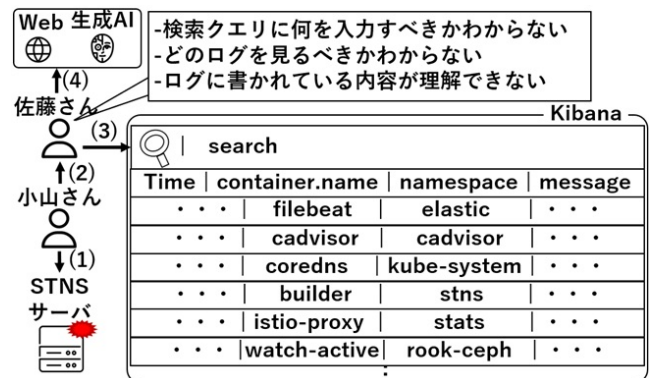 Web 生成AI
-検索クエリに何を入力すべきかわからない
-どのログを見るべきかわからない
-ログに書かれている内容が理解できない
(4)
佐藤さん
(3)
(2)
小山さん
(1)
STNS
サーバ
Kibana
| search
Time | container.name | namespace | message
・・・ | filebeat | elastic | ・・・
・・・ | cadvisor | cadvisor | ・・・
・・・ | coredns | kube-system | ・・・
・・・ | builder | stns | ・・・
・・・ | istio-proxy | stats | ・・・
・・・ |watch-active| rook-ceph | ・・・
: